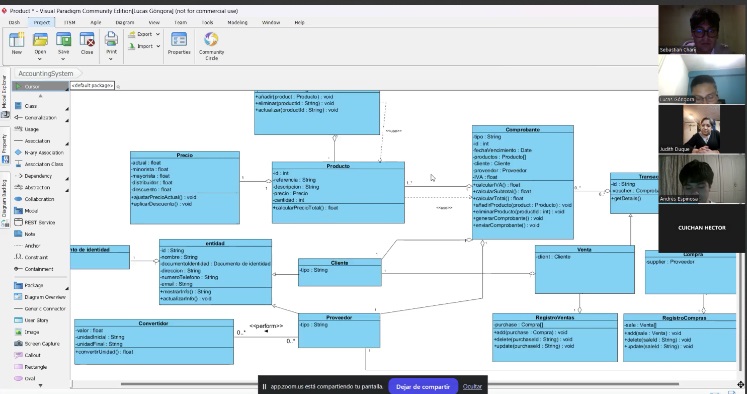 Product * - Visual Paradigm Community Edition[Lucas Góngora] (not for commercial use)
Dash Project ITSM Agile Diagram View Team Tools Modeling Window Help
New Open Save Close Print Export Import Properties Community Circle
AccountingSystem
Model Explorer
Property
Diagram Backlog
Cursor
Class
Generalization
Usage
Association
N-ary Association
Association Class
Dependency
Abstraction
Collaboration
Model
REST Service
Note
Anchor
Constraint
Containment
Package
Diagram Overview
Generic Connector
User Story
Image
Screen Capture
Callout
Rectangle
Oval
<default package>
+añadir(product : Producto) : void
+eliminar(productId : String) : void
+actualizar(productId : String) : void
Precio
-actual : float
-minorista : float
-mayorista : float
-distribuidor : float
-descuento : float
+ajustarPrecioActual() : void
+aplicarDescuento() : void
Producto
-id : int
-referencia : String
-descripcion : String
-precio : Precio
-cantidad : int
+calcularPrecioTotal() : float
Comprobante
-tipo : String
-id : int
-fechaVencimiento : Date
-productos : Producto[]
-cliente : Cliente
-proveedor : Proveedor
-IVA : float
+calcularIVA() : float
+calcularSubtotal() : float
+calcularTotal() : float
+añadirProducto(product : Product) : void
+eliminarProducto(productId : int) : void
+generarComprobante() : void
+enviarComprobante() : void
-id : String
+getDetails() : void
nto de identidad
entidad
-id : String
-nombre : String
-documentoIdentidad : Documento de identidad
-direccion : String
-numeroTelefono : String
-email : String
+mostrarInfo() : void
+actualizarInfo() : void
Cliente
-tipo : String
Proveedor
-tipo : String
Convertidor
-valor : float
-unidadInicial : String
-unidadFinal : String
+convertirUnidad() : float
<<perform>>
0..*
0..*
Venta
-client : Cliente
Compra
-supplier : Proveedor
RegistroVentas
-purchase : Compra[]
+add(purchase : Compra) : void
+delete(purchaseId : String) : void
+update(purchaseId : String) : void
RegistroCompras
-sale : Venta[]
+add(sale : Venta) : void
+delete(saleId : String) : void
+update(saleId : String) : void
Sebastian Chan
Lucas Góngora
Judith Duque
Andrés Espinosa
CUICHAN HECTOR
app.zoom.us está compartiendo tu pantalla. Dejar de compartir Ocultar